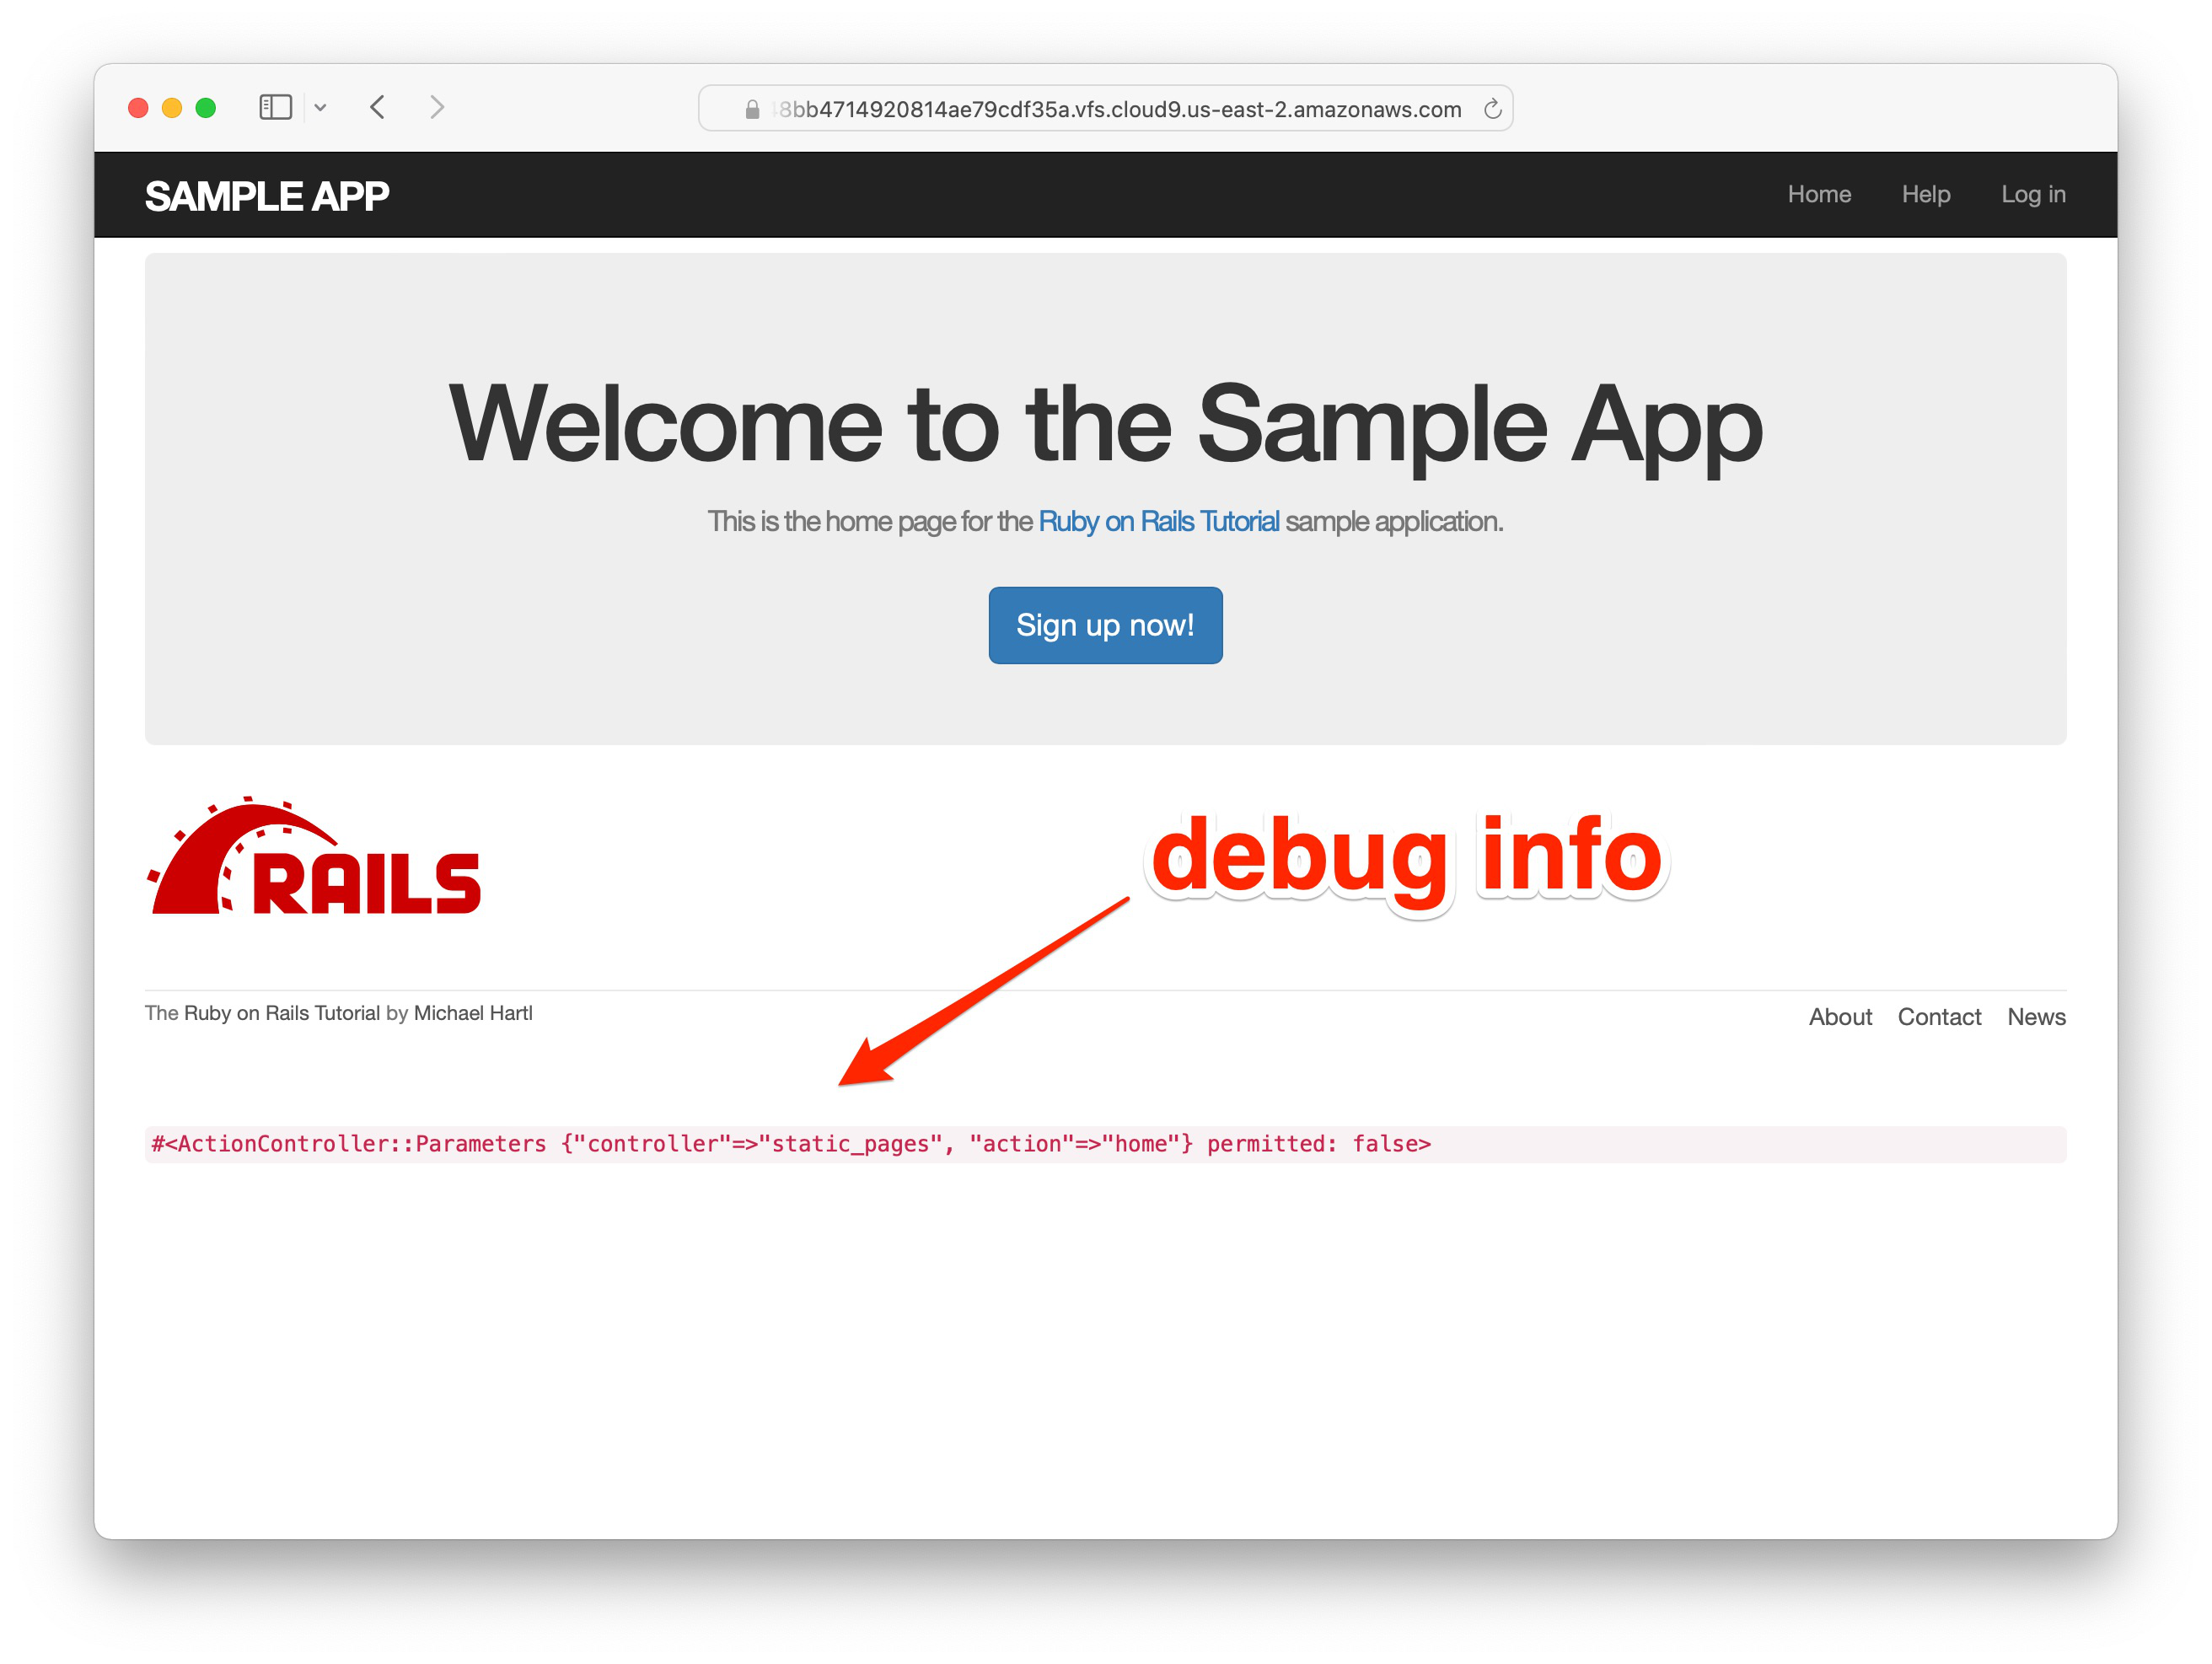 8bb4714920814ae79cdf35a.vfs.cloud9.us-east-2.amazonaws.com
SAMPLE APP Home Help Log in
Welcome to the Sample App
This is the home page for the Ruby on Rails Tutorial sample application.
Sign up now!
RAILS
debug info
The Ruby on Rails Tutorial by Michael Hartl About Contact News
#<ActionController::Parameters {"controller"=>"static_pages", "action"=>"home"} permitted: false>